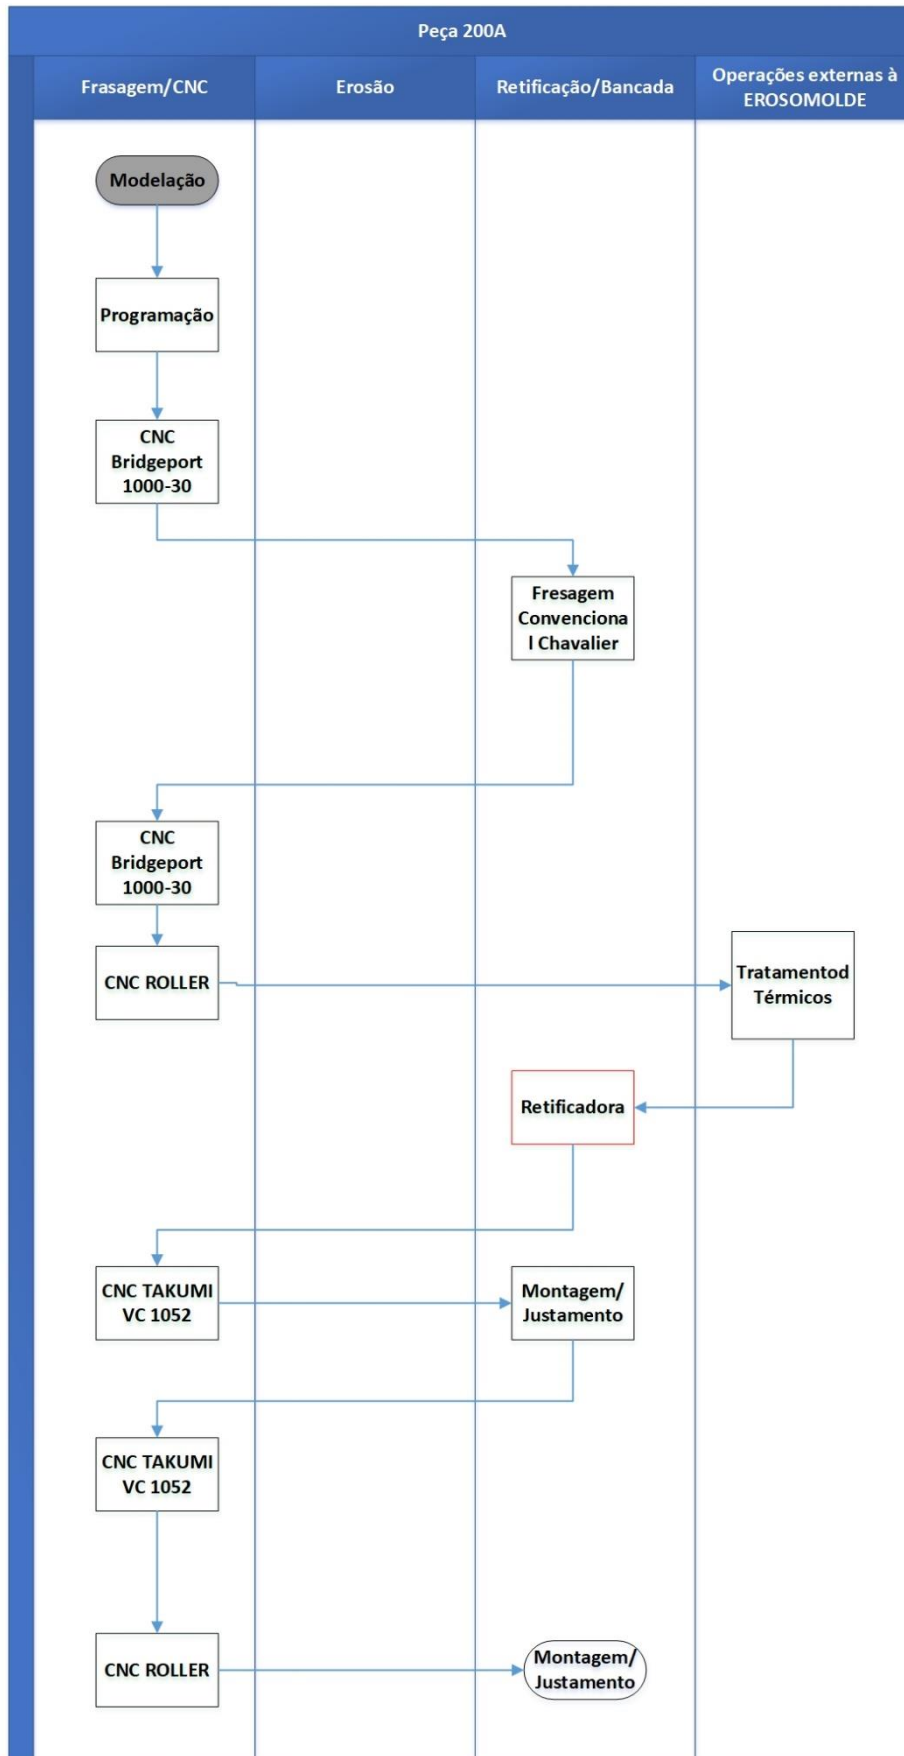 Peça 200A
Frasagem/CNC
Erosão
Retificação/Bancada
Operações externas à
EROSOMOLDE
Modelação
Programação
CNC
Bridgeport
1000-30
Fresagem
Convenciona
l Chavalier
CNC
Bridgeport
1000-30
CNC ROLLER
Tratamentod
Térmicos
Retificadora
CNC TAKUMI
VC 1052
Montagem/
Justamento
CNC TAKUMI
VC 1052
CNC ROLLER
Montagem/
Justamento